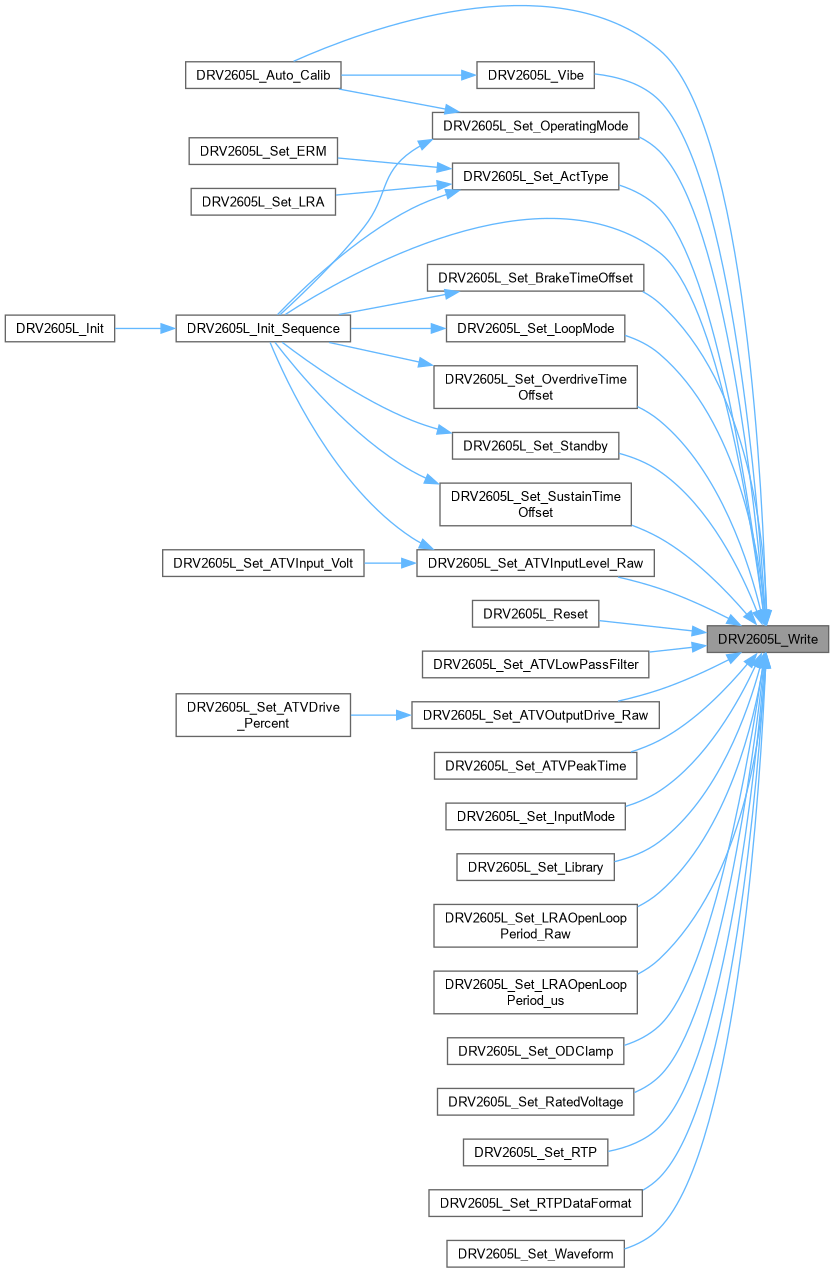 DRV2605L_Auto_Calib
DRV2605L_Vibe
DRV2605L_Set_OperatingMode
DRV2605L_Set_ERM
DRV2605L_Set_ActType
DRV2605L_Set_LRA
DRV2605L_Set_BrakeTimeOffset
DRV2605L_Init
DRV2605L_Init_Sequence
DRV2605L_Set_LoopMode
DRV2605L_Set_OverdriveTime
Offset
DRV2605L_Set_Standby
DRV2605L_Set_SustainTime
Offset
DRV2605L_Set_ATVInput_Volt
DRV2605L_Set_ATVInputLevel_Raw
DRV2605L_Reset
DRV2605L_Write
DRV2605L_Set_ATVLowPassFilter
DRV2605L_Set_ATVDrive
_Percent
DRV2605L_Set_ATVOutputDrive_Raw
DRV2605L_Set_ATVPeakTime
DRV2605L_Set_InputMode
DRV2605L_Set_Library
DRV2605L_Set_LRAOpenLoop
Period_Raw
DRV2605L_Set_LRAOpenLoop
Period_us
DRV2605L_Set_ODClamp
DRV2605L_Set_RatedVoltage
DRV2605L_Set_RTP
DRV2605L_Set_RTPDataFormat
DRV2605L_Set_Waveform